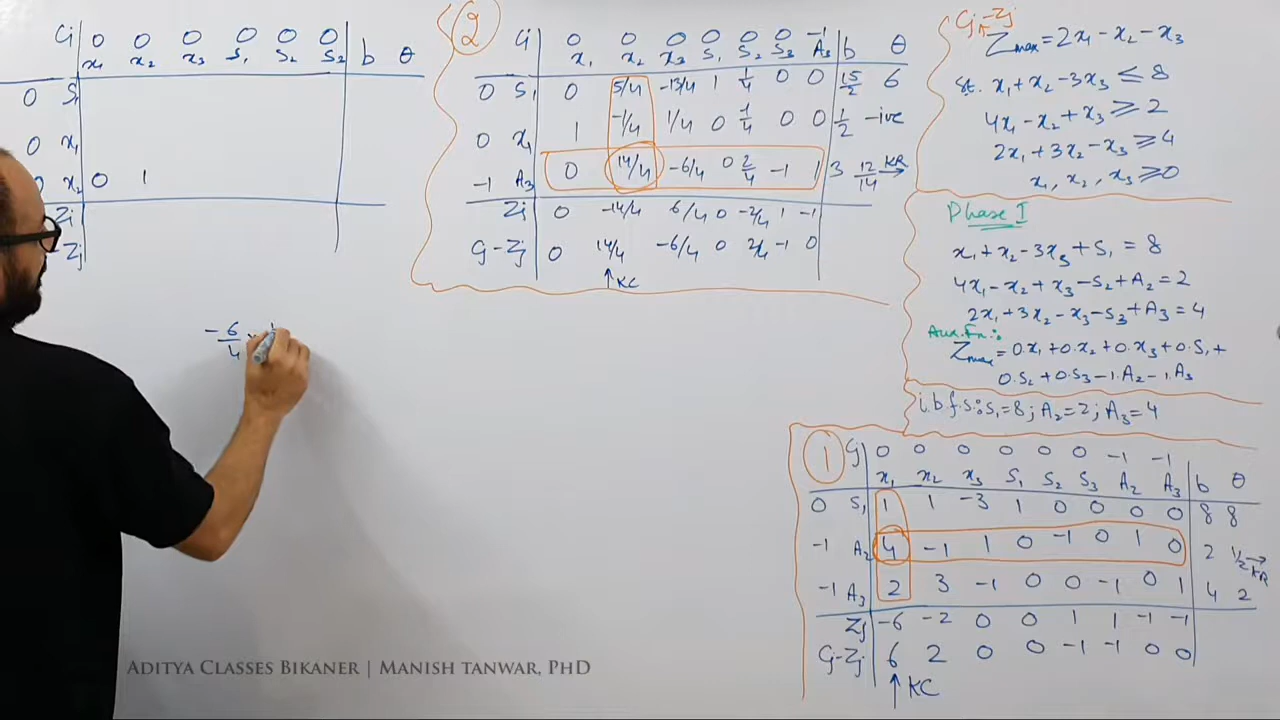 Cj 0 0 0 0 0 0
x₁ x₂ x₃ S₁ S₂ S₂ b θ
0 S₁
0 x₁
x₂ 0 1
Zj
-Zj
-6/4
②
Cj 0 0 0 0 0 0 -1
x₁ x₂ x₃ S₁ S₂ S₃ A₃ b θ
0 S₁ 0 5/4 -13/4 1 1/4 0 0 15/2 6
0 x₁ 1 -1/4 1/4 0 1/4 0 0 1/2 -ive
-1 A₃ 0 14/4 -6/4 0 2/4 -1 1 3 12/14 KR →
Zj 0 -14/4 6/4 0 -2/4 1 -1
Cj-Zj 0 14/4 -6/4 0 2/4 -1 0
↑KC
Cj-Zj
Zmax = 2x₁ - x₂ - x₃
st. x₁ + x₂ - 3x₃ ≤ 8
4x₁ - x₂ + x₃ ≥ 2
2x₁ + 3x₂ - x₃ ≥ 4
x₁, x₂, x₃ ≥ 0
Phase I
x₁ + x₂ - 3x₃ + S₁ = 8
4x₁ - x₂ + x₃ - S₂ + A₂ = 2
2x₁ + 3x₂ - x₃ - S₃ + A₃ = 4
Aux. Fn.:
Zmax = 0.x₁ + 0.x₂ + 0.x₃ + 0.S₁ +
0.S₂ + 0.S₃ - 1.A₂ - 1.A₃
i.b.f.s: S₁ = 8; A₂ = 2; A₃ = 4
① Cj 0 0 0 0 0 0 -1 -1
x₁ x₂ x₃ S₁ S₂ S₃ A₂ A₃ b θ
0 S₁ 1 1 -3 1 0 0 0 0 8 8
-1 A₂ 4 -1 1 0 -1 0 1 0 2 1/2 → KR
-1 A₃ 2 3 -1 0 0 -1 0 1 4 2
Zj -6 -2 0 0 1 1 -1 -1
Cj-Zj 6 2 0 0 -1 -1 0 0
↑ KC
ADITYA CLASSES BIKANER | MANISH TANWAR, PHD